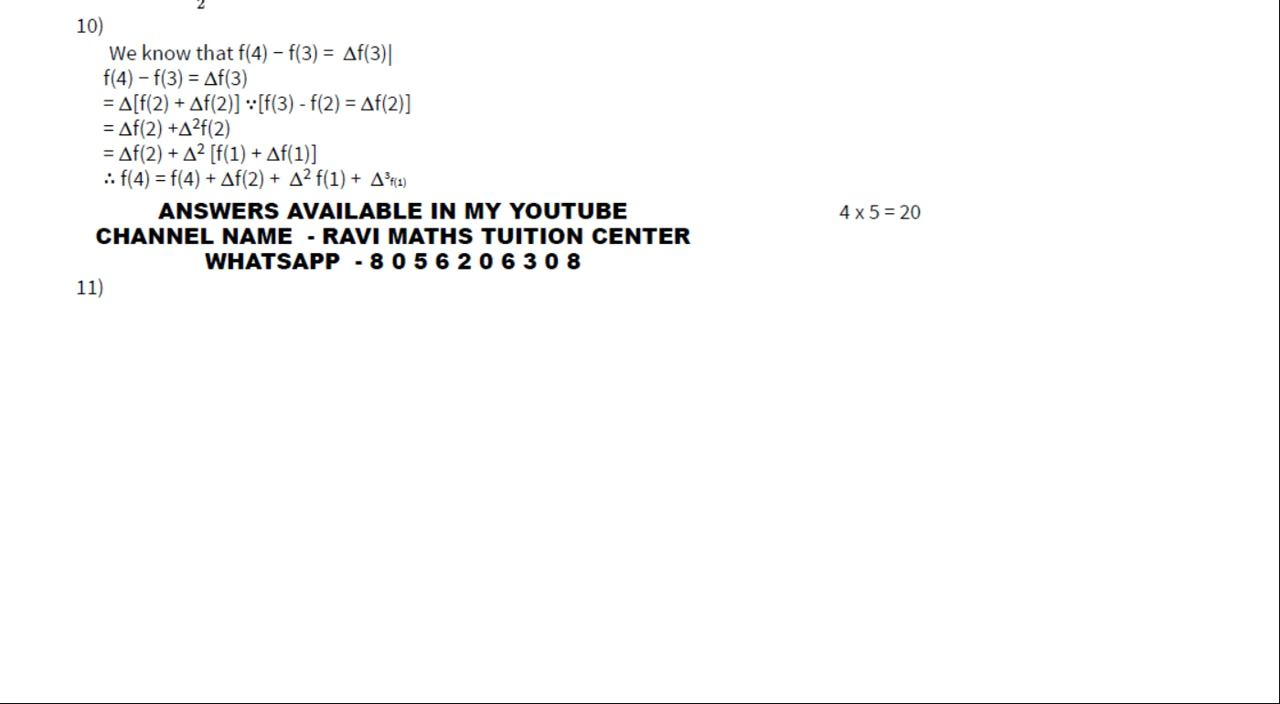 2
10)
We know that f(4) − f(3) = Δf(3)|
f(4) − f(3) = Δf(3)
= Δ[f(2) + Δf(2)] ∵[f(3) - f(2) = Δf(2)]
= Δf(2) +Δ²f(2)
= Δf(2) + Δ² [f(1) + Δf(1)]
∴ f(4) = f(4) + Δf(2) + Δ² f(1) + Δ³f(1)
ANSWERS AVAILABLE IN MY YOUTUBE
CHANNEL NAME - RAVI MATHS TUITION CENTER
WHATSAPP - 8 0 5 6 2 0 6 3 0 8
4 x 5 = 20
11)